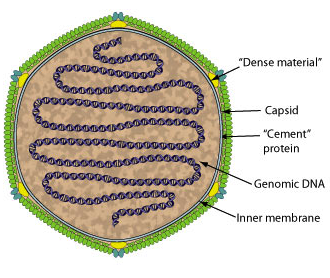 “Dense material”
Capsid
“Cement”
protein
Genomic DNA
Inner membrane